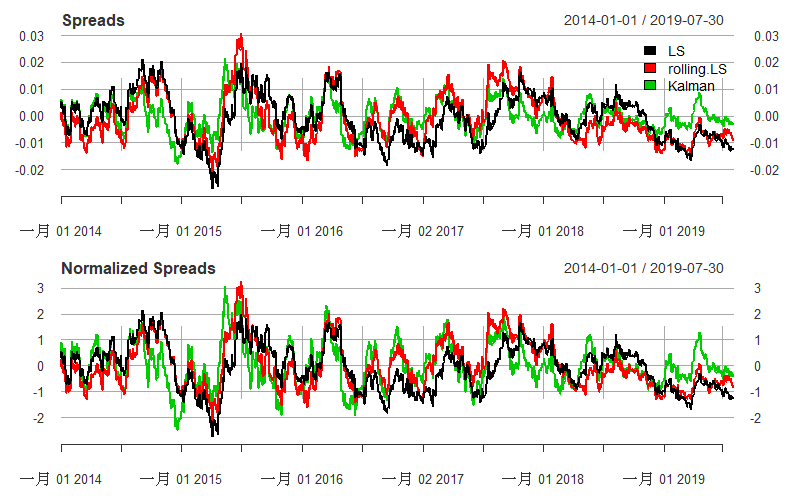 Spreads 2014-01-01 / 2019-07-30
0.03 0.03
LS
0.02 0.02
rolling.LS
0.01 0.01
Kalman
0.00 0.00
-0.01 -0.01
-0.02 -0.02
一月 01 2014 一月 01 2015 一月 01 2016 一月 02 2017 一月 01 2018 一月 01 2019
Normalized Spreads 2014-01-01 / 2019-07-30
3 3
2 2
1 1
0 0
-1 -1
-2 -2
一月 01 2014 一月 01 2015 一月 01 2016 一月 02 2017 一月 01 2018 一月 01 2019